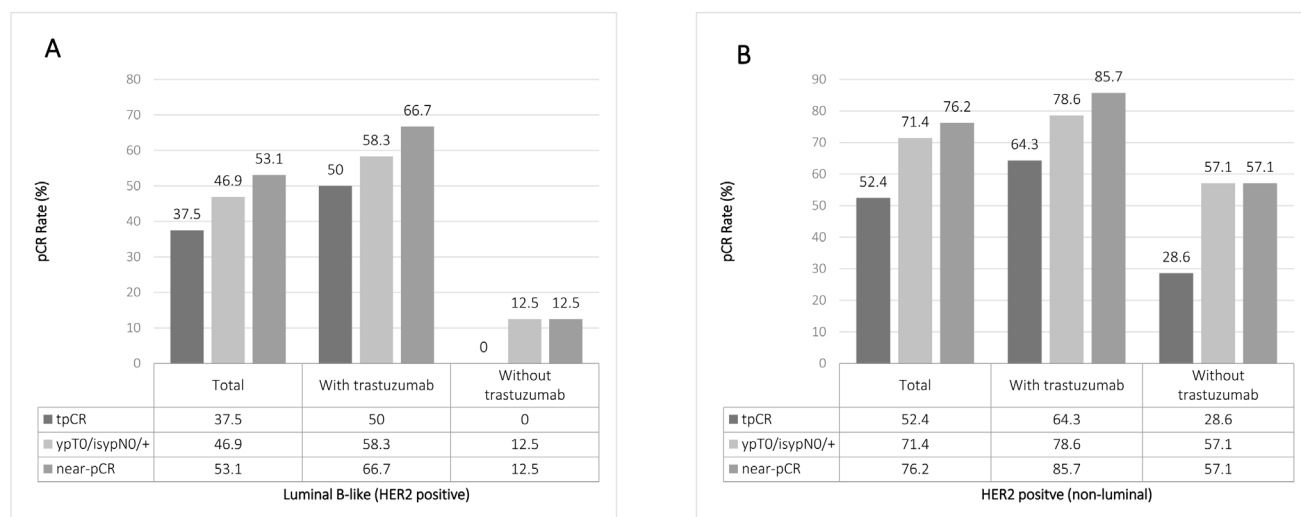 A
pCR Rate (%)
80
70
60
50
40
30
20
10
0
37.5
46.9
53.1
50
58.3
66.7
0
12.5
12.5
Total
With trastuzumab
Without
trastuzumab
tpCR 37.5 50 0
ypT0/isypN0/+ 46.9 58.3 12.5
near-pCR 53.1 66.7 12.5
Luminal B-like (HER2 positive)
B
pCR Rate (%)
90
80
70
60
50
40
30
20
10
0
52.4
71.4
76.2
64.3
78.6
85.7
28.6
57.1
57.1
Total
With trastuzumab
Without
trastuzumab
tpCR 52.4 64.3 28.6
ypT0/isypN0/+ 71.4 78.6 57.1
near-pCR 76.2 85.7 57.1
HER2 positve (non-luminal)